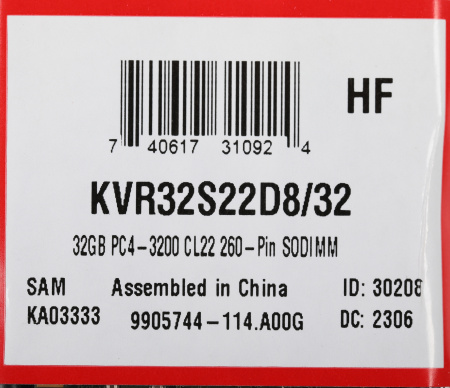 HF
7 40617 31092 4
KVR32S22D8/32
32GB PC4-3200 CL22 260-Pin SODIMM
SAM Assembled in China ID: 30208
KA03333 9905744-114.A00G DC: 2306